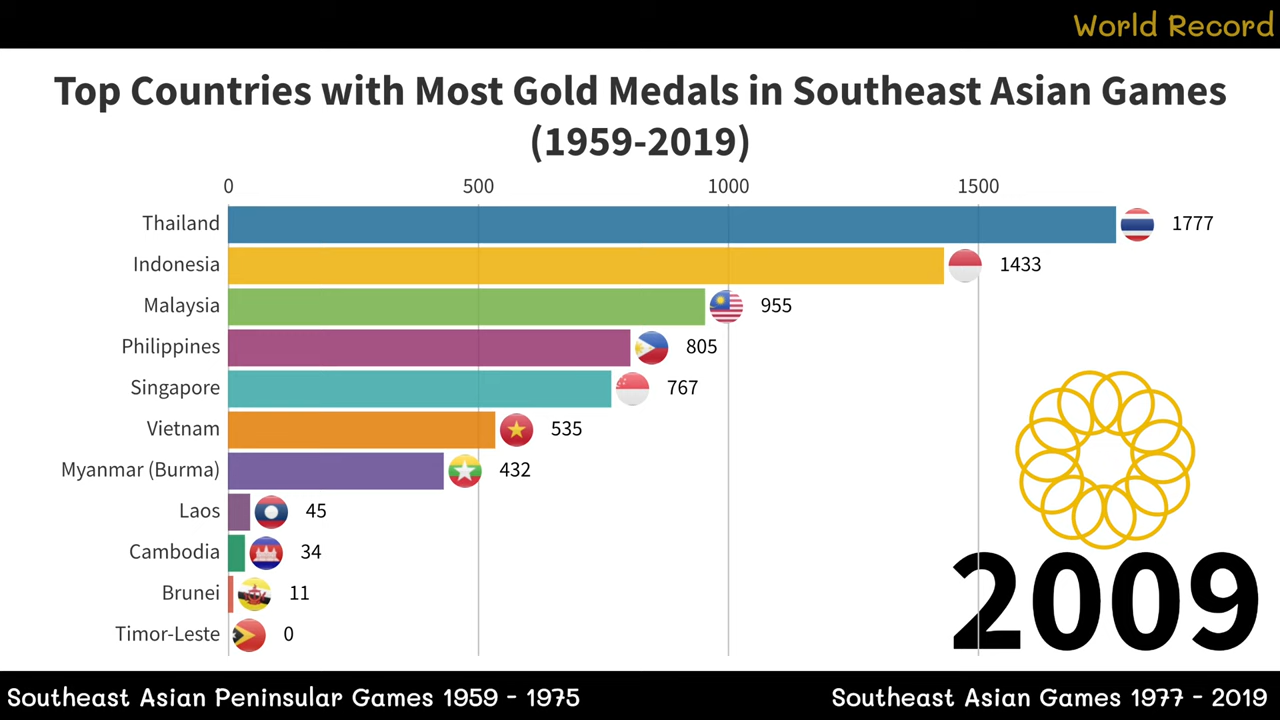 World Record
Top Countries with Most Gold Medals in Southeast Asian Games
(1959-2019)
0 500 1000 1500
Thailand 1777
Indonesia 1433
Malaysia 955
Philippines 805
Singapore 767
Vietnam 535
Myanmar (Burma) 432
Laos 45
Cambodia 34
Brunei 11
Timor-Leste 0
2009
Southeast Asian Peninsular Games 1959 - 1975
Southeast Asian Games 1977 - 2019